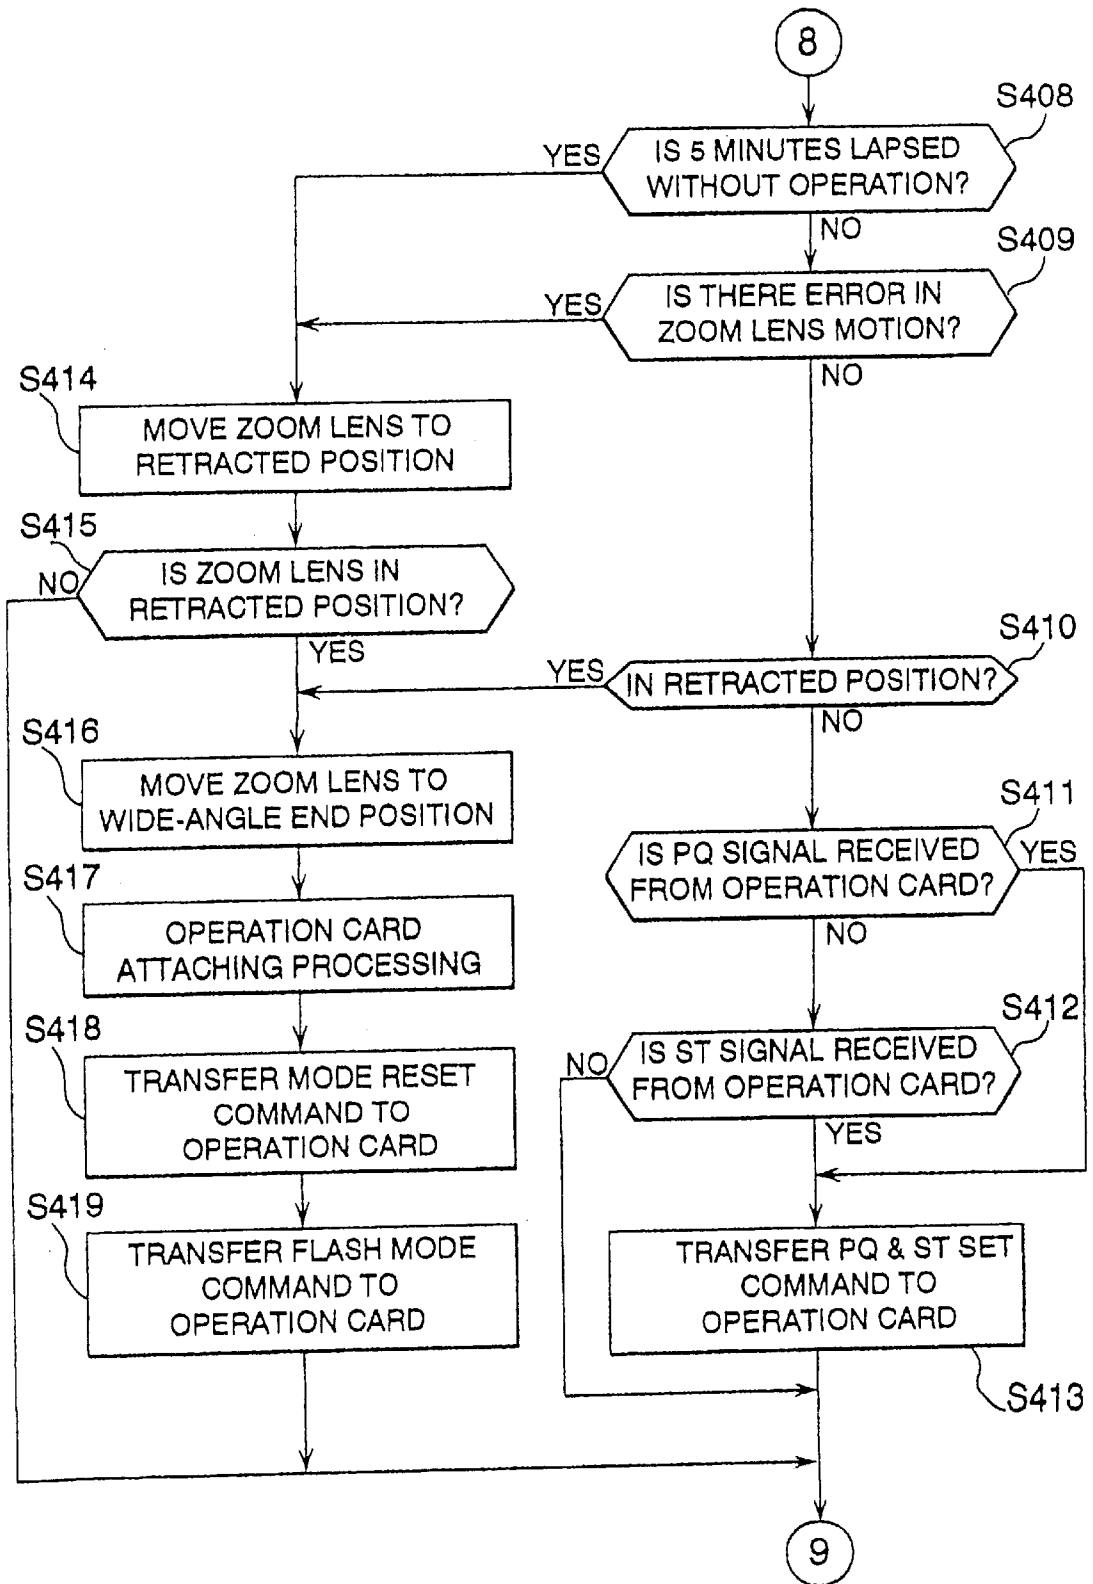 8
S408
IS 5 MINUTES LAPSED
WITHOUT OPERATION?
YES
NO
S409
IS THERE ERROR IN
ZOOM LENS MOTION?
YES
NO
S414
MOVE ZOOM LENS TO
RETRACTED POSITION
S415
IS ZOOM LENS IN
RETRACTED POSITION?
NO
YES
S410
IN RETRACTED POSITION?
YES
NO
S416
MOVE ZOOM LENS TO
WIDE-ANGLE END POSITION
S411
IS PQ SIGNAL RECEIVED
FROM OPERATION CARD?
YES
NO
S417
OPERATION CARD
ATTACHING PROCESSING
S412
IS ST SIGNAL RECEIVED
FROM OPERATION CARD?
NO
YES
S418
TRANSFER MODE RESET
COMMAND TO
OPERATION CARD
S419
TRANSFER FLASH MODE
COMMAND TO
OPERATION CARD
TRANSFER PQ & ST SET
COMMAND TO
OPERATION CARD
S413
9